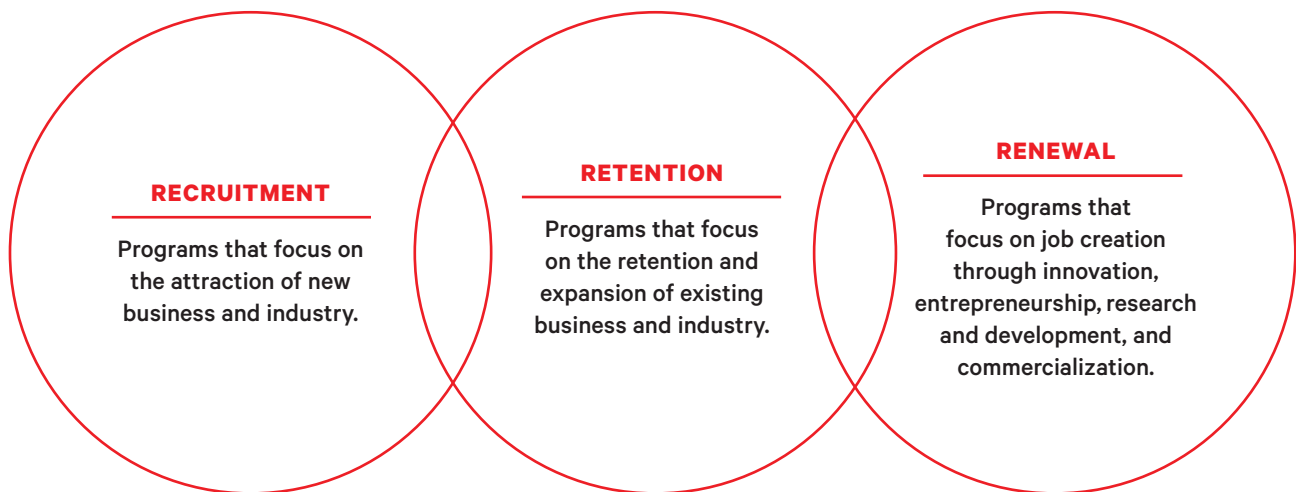 RECRUITMENT
Programs that focus on
the attraction of new
business and industry.
RETENTION
Programs that focus
on the retention and
expansion of existing
business and industry.
RENEWAL
Programs that
focus on job creation
through innovation,
entrepreneurship, research
and development, and
commercialization.